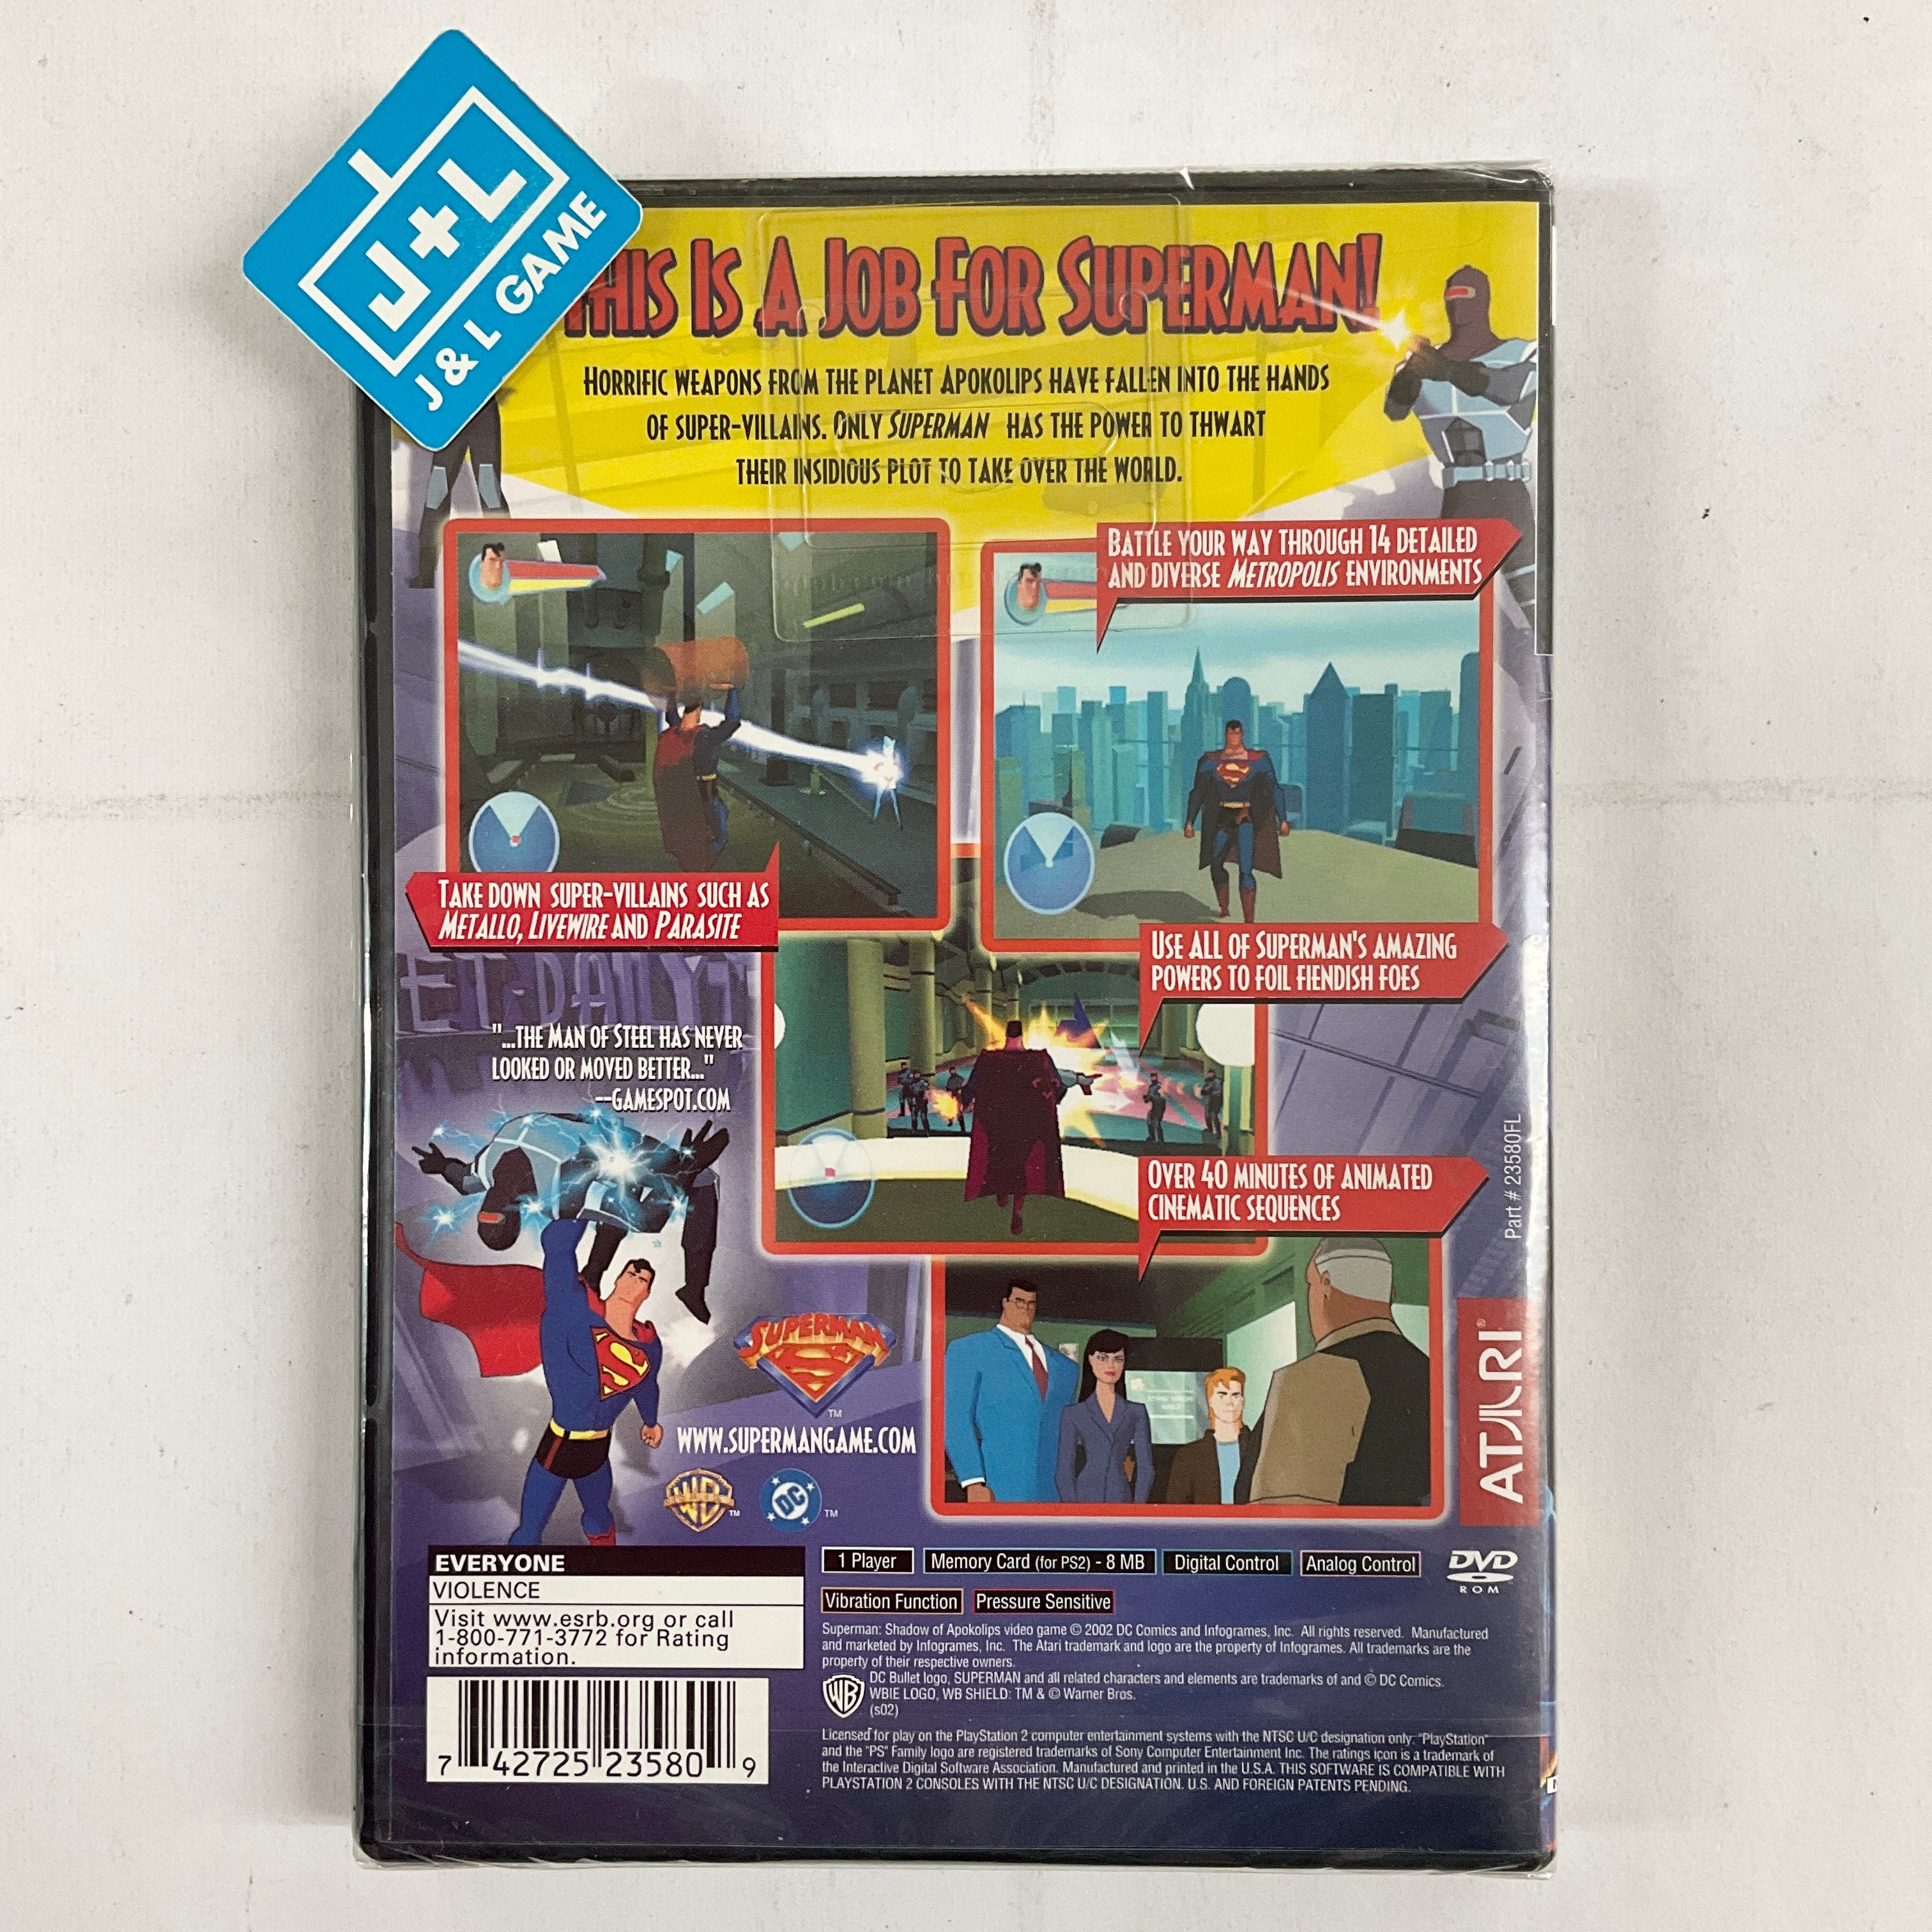 J+L
J & L GAME
THIS IS A JOB FOR SUPERMAN!
HORRIFIC WEAPONS FROM THE PLANET APOKOLIPS HAVE FALLEN INTO THE HANDS
OF SUPER-VILLAINS. ONLY SUPERMAN HAS THE POWER TO THWART
THEIR INSIDIOUS PLOT TO TAKE OVER THE WORLD.
BATTLE YOUR WAY THROUGH 14 DETAILED
AND DIVERSE METROPOLIS ENVIRONMENTS
TAKE DOWN SUPER-VILLAINS SUCH AS
METALLO, LIVEWIRE AND PARASITE
USE ALL OF SUPERMAN'S AMAZING
POWERS TO FOIL FIENDISH FOES
ET DAILY
"...THE MAN OF STEEL HAS NEVER
LOOKED OR MOVED BETTER..."
--GAMESPOT.COM
OVER 40 MINUTES OF ANIMATED
CINEMATIC SEQUENCES
Part # 23580FL
SUPERMAN
TM
WWW.SUPERMANGAME.COM
WB TM
DC TM
ATARI®
EVERYONE
VIOLENCE
Visit www.esrb.org or call
1-800-771-3772 for Rating
information.
7 42725 23580 9
1 Player
Memory Card (for PS2) - 8 MB
Digital Control
Analog Control
DVD
ROM
Vibration Function
Pressure Sensitive
Superman: Shadow of Apokolips video game © 2002 DC Comics and Infogrames, Inc. All rights reserved. Manufactured
and marketed by Infogrames, Inc. The Atari trademark and logo are the property of Infogrames. All trademarks are the
property of their respective owners.
WB
DC Bullet logo, SUPERMAN and all related characters and elements are trademarks of and © DC Comics.
WBIE LOGO, WB SHIELD: TM & © Warner Bros.
(s02)
Licensed for play on the PlayStation 2 computer entertainment systems with the NTSC U/C designation only. "PlayStation"
and the "PS" Family logo are registered trademarks of Sony Computer Entertainment Inc. The ratings icon is a trademark of
the Interactive Digital Software Association. Manufactured and printed in the U.S.A. THIS SOFTWARE IS COMPATIBLE WITH
PLAYSTATION 2 CONSOLES WITH THE NTSC U/C DESIGNATION. U.S. AND FOREIGN PATENTS PENDING.